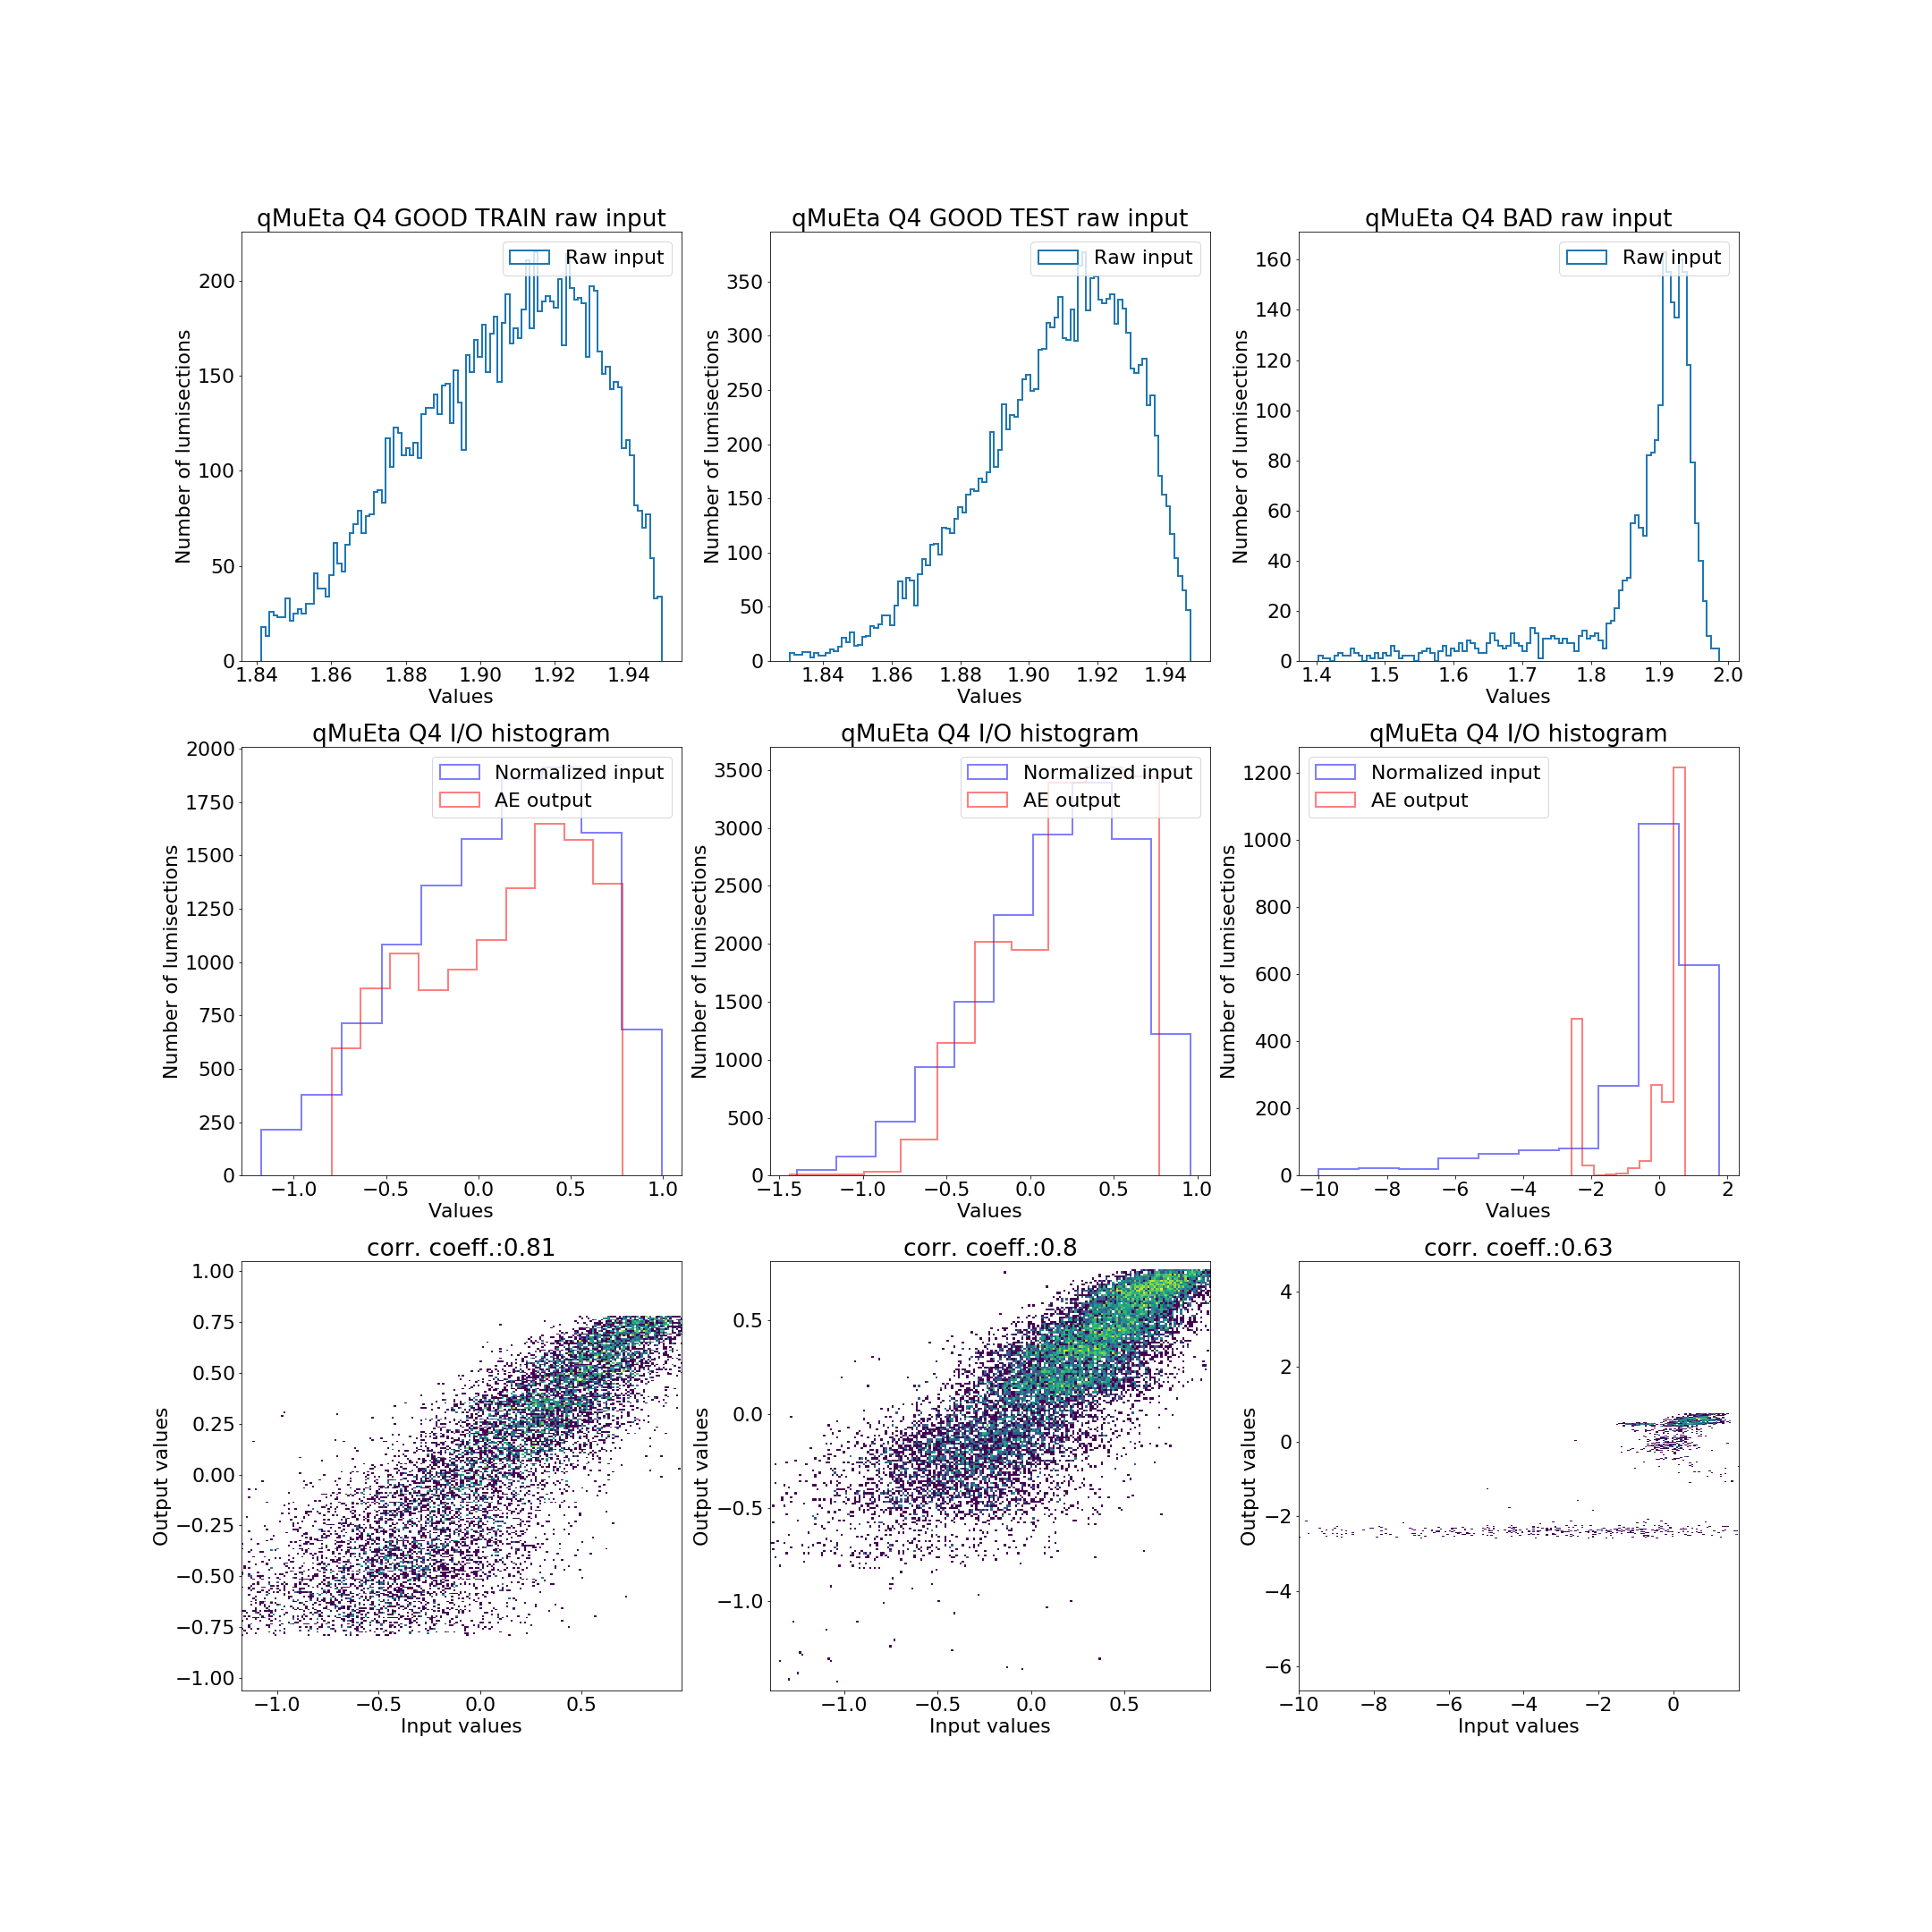 qMuEta Q4 GOOD TRAIN raw input
Raw input
Number of lumisections
200
150
100
50
0
1.84 1.86 1.88 1.90 1.92 1.94
Values
qMuEta Q4 GOOD TEST raw input
Raw input
Number of lumisections
350
300
250
200
150
100
50
0
1.84 1.86 1.88 1.90 1.92 1.94
Values
qMuEta Q4 BAD raw input
Raw input
Number of lumisections
160
140
120
100
80
60
40
20
0
1.4 1.5 1.6 1.7 1.8 1.9 2.0
Values
qMuEta Q4 I/O histogram
Normalized input
AE output
Number of lumisections
2000
1750
1500
1250
1000
750
500
250
0
−1.0 −0.5 0.0 0.5 1.0
Values
qMuEta Q4 I/O histogram
Normalized input
AE output
Number of lumisections
3500
3000
2500
2000
1500
1000
500
0
−1.5 −1.0 −0.5 0.0 0.5 1.0
Values
qMuEta Q4 I/O histogram
Normalized input
AE output
Number of lumisections
1200
1000
800
600
400
200
0
−10 −8 −6 −4 −2 0 2
Values
corr. coeff.:0.81
Output values
1.00
0.75
0.50
0.25
0.00
−0.25
−0.50
−0.75
−1.00
−1.0 −0.5 0.0 0.5
Input values
corr. coeff.:0.8
Output values
0.5
0.0
−0.5
−1.0
−1.0 −0.5 0.0 0.5
Input values
corr. coeff.:0.63
Output values
4
2
0
−2
−4
−6
−10 −8 −6 −4 −2 0
Input values